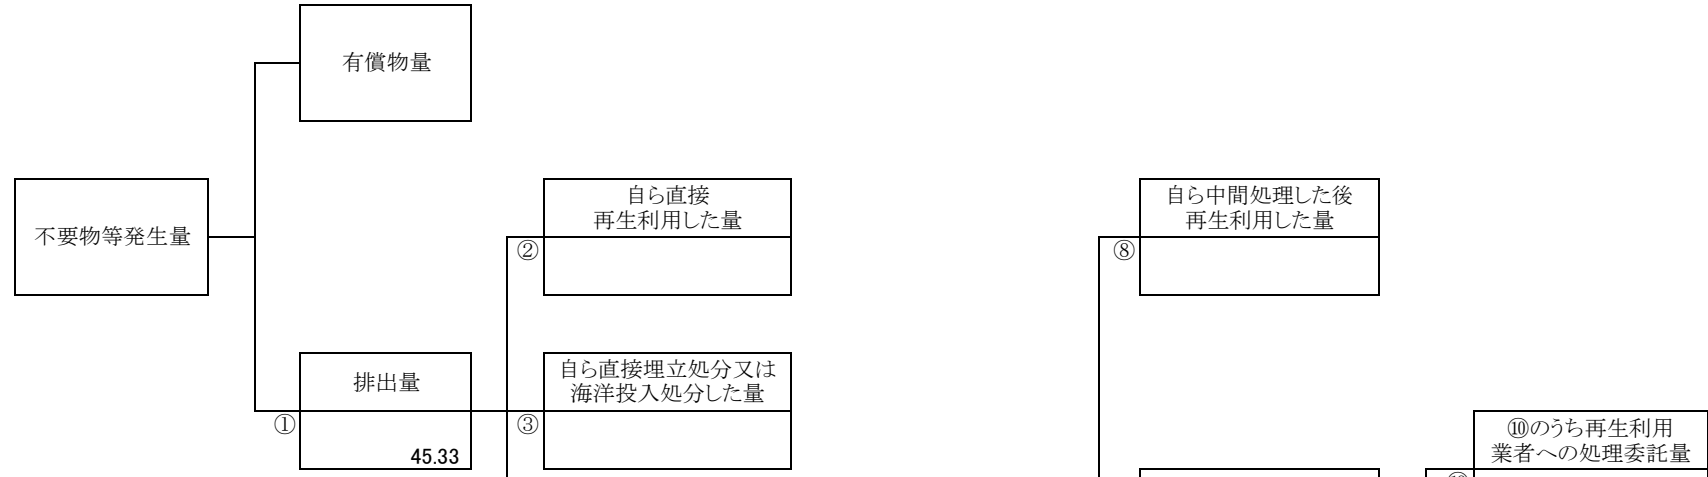 有償物量
不要物等発生量
自ら直接
再生利用した量
②
自ら中間処理した後
再生利用した量
⑧
排出量
①
45.33
自ら直接埋立処分又は
海洋投入処分した量
③
⑩のうち再生利用
業者への処理委託量